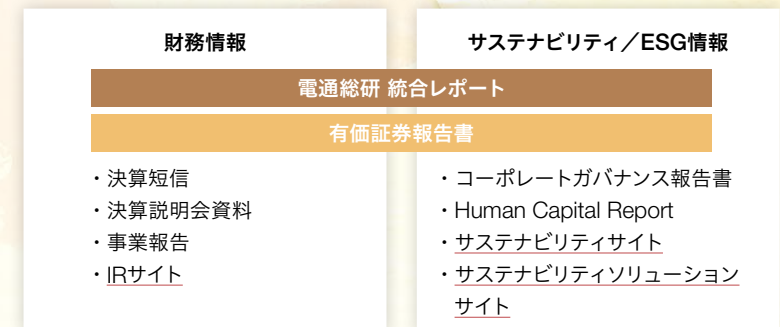 財務情報
サステナビリティ／ESG情報
電通総研 統合レポート
有価証券報告書
・決算短信
・決算説明会資料
・事業報告
・IRサイト
・コーポレートガバナンス報告書
・Human Capital Report
・サステナビリティサイト
・サステナビリティソリューション
サイト